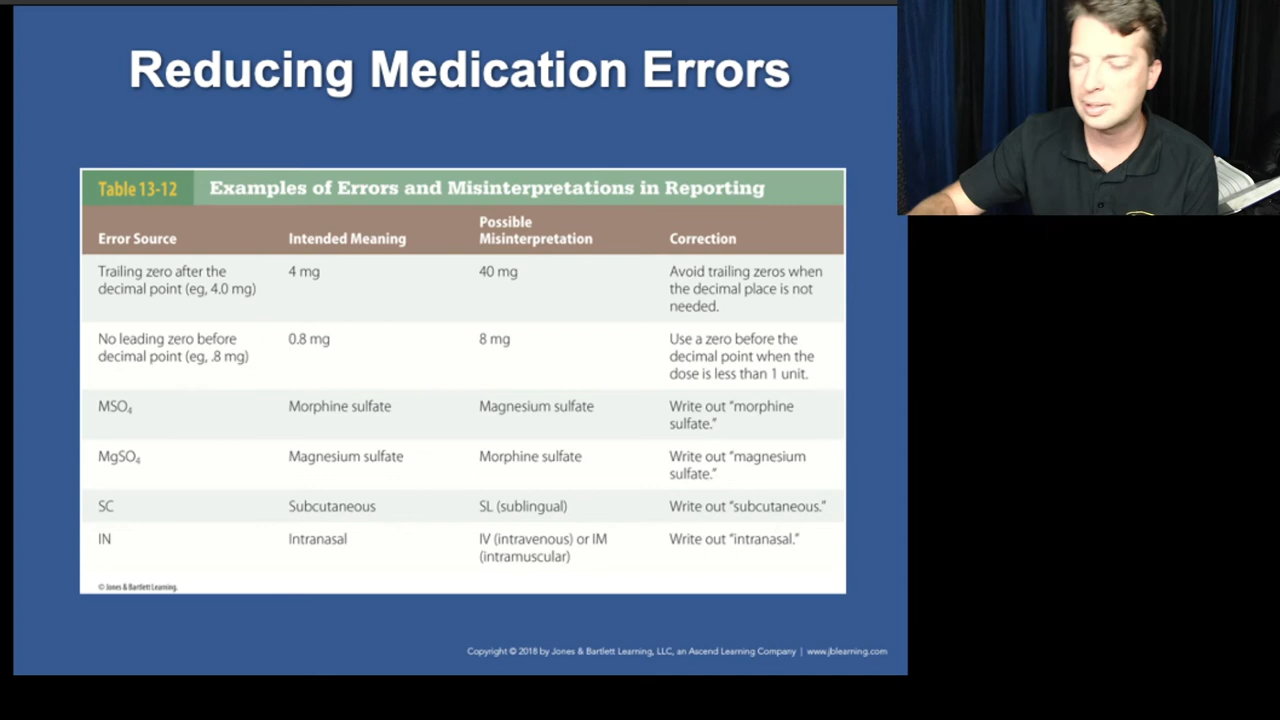 Reducing Medication Errors
Table 13-12 Examples of Errors and Misinterpretations in Reporting
Error Source Intended Meaning Possible Misinterpretation Correction
Trailing zero after the decimal point (eg, 4.0 mg) 4 mg 40 mg Avoid trailing zeros when the decimal place is not needed.
No leading zero before decimal point (eg, .8 mg) 0.8 mg 8 mg Use a zero before the decimal point when the dose is less than 1 unit.
MSO₄ Morphine sulfate Magnesium sulfate Write out “morphine sulfate.”
MgSO₄ Magnesium sulfate Morphine sulfate Write out “magnesium sulfate.”
SC Subcutaneous SL (sublingual) Write out “subcutaneous.”
IN Intranasal IV (intravenous) or IM (intramuscular) Write out “intranasal.”
© Jones & Bartlett Learning.
Copyright © 2018 by Jones & Bartlett Learning, LLC, an Ascend Learning Company | www.jblearning.com